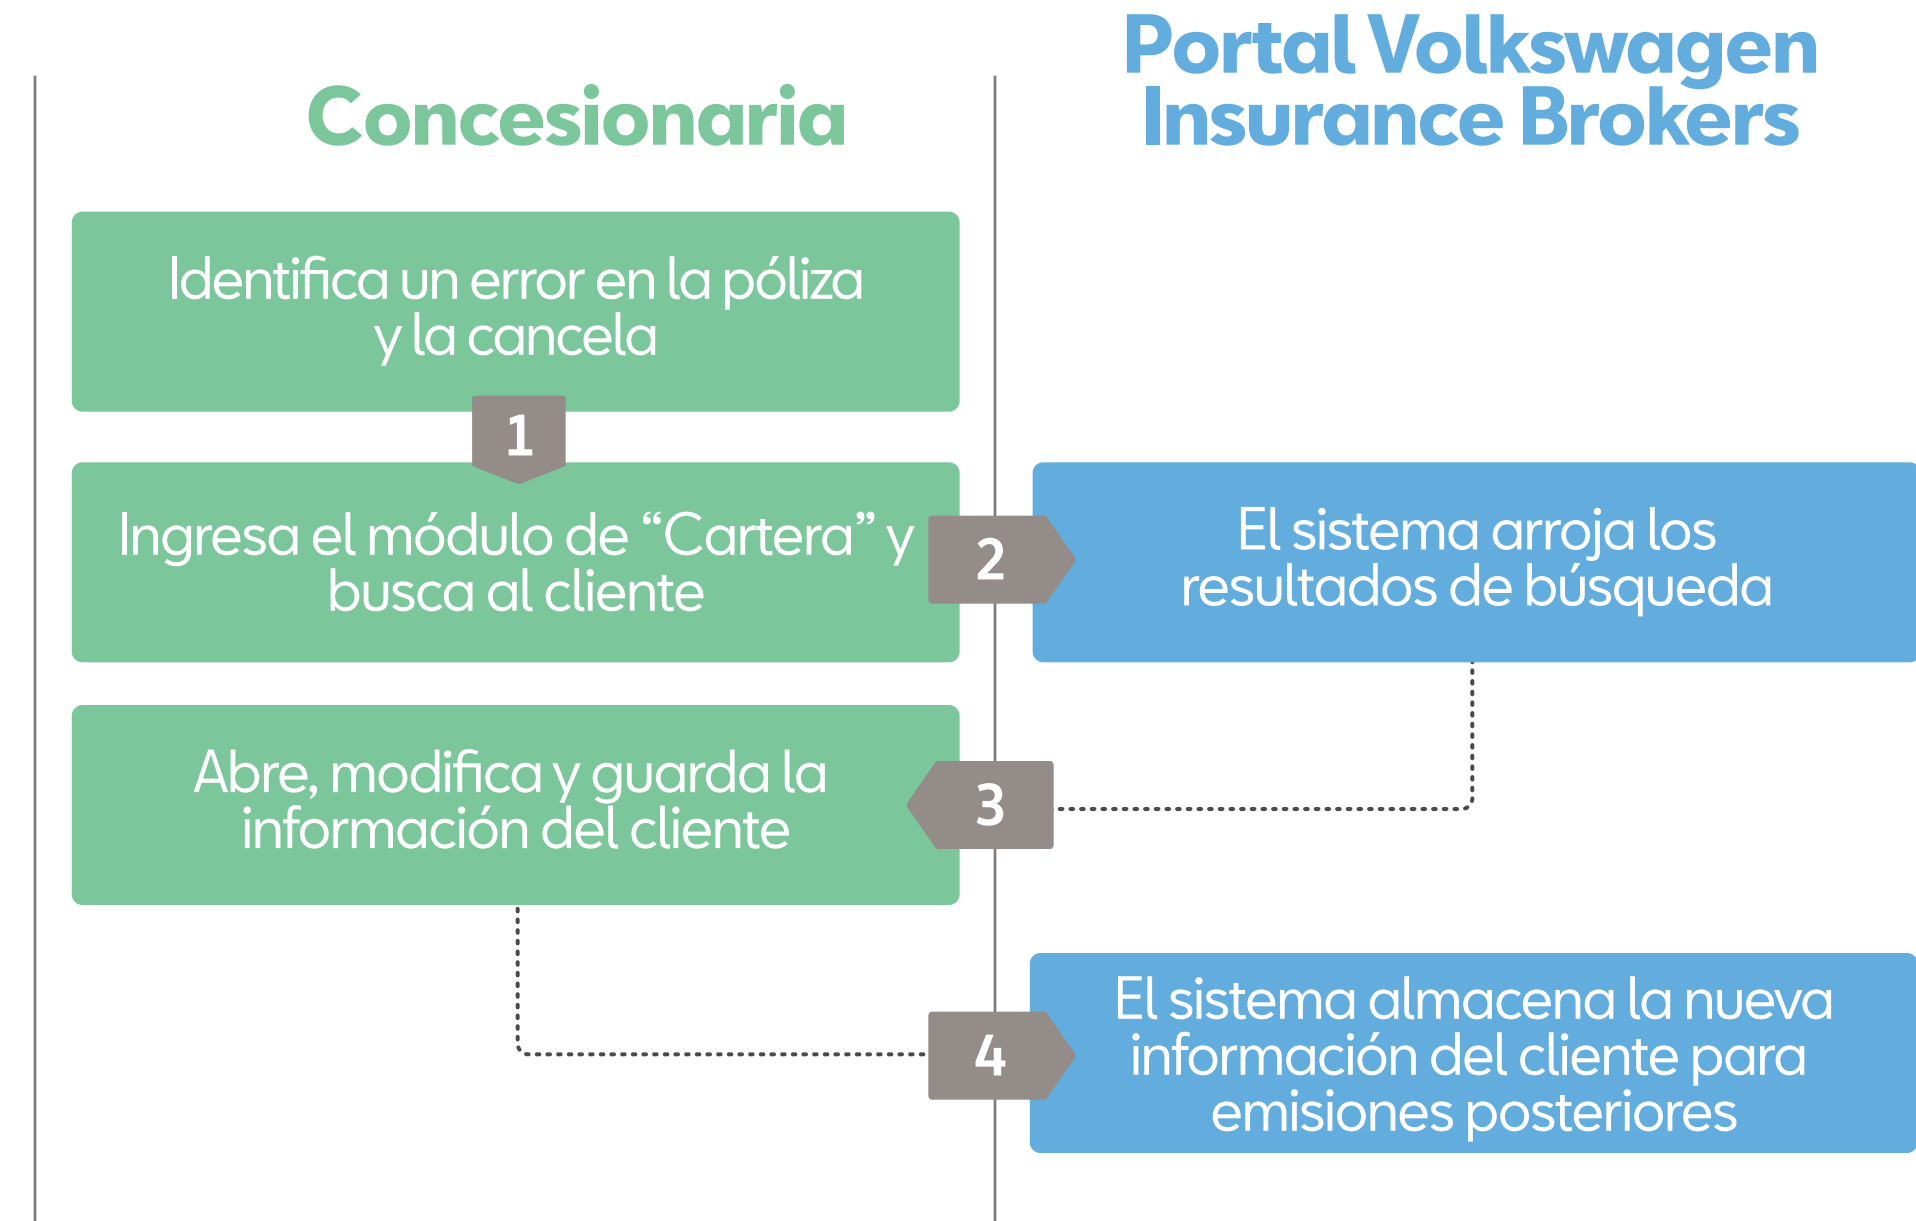 Concesionaria
Portal Volkswagen
Insurance Brokers
Identifica un error en la póliza
y la cancela
1
Ingresa el módulo de “Cartera” y
busca al cliente
2
El sistema arroja los
resultados de búsqueda
Abre, modifica y guarda la
información del cliente
3
4
El sistema almacena la nueva
información del cliente para
emisiones posteriores